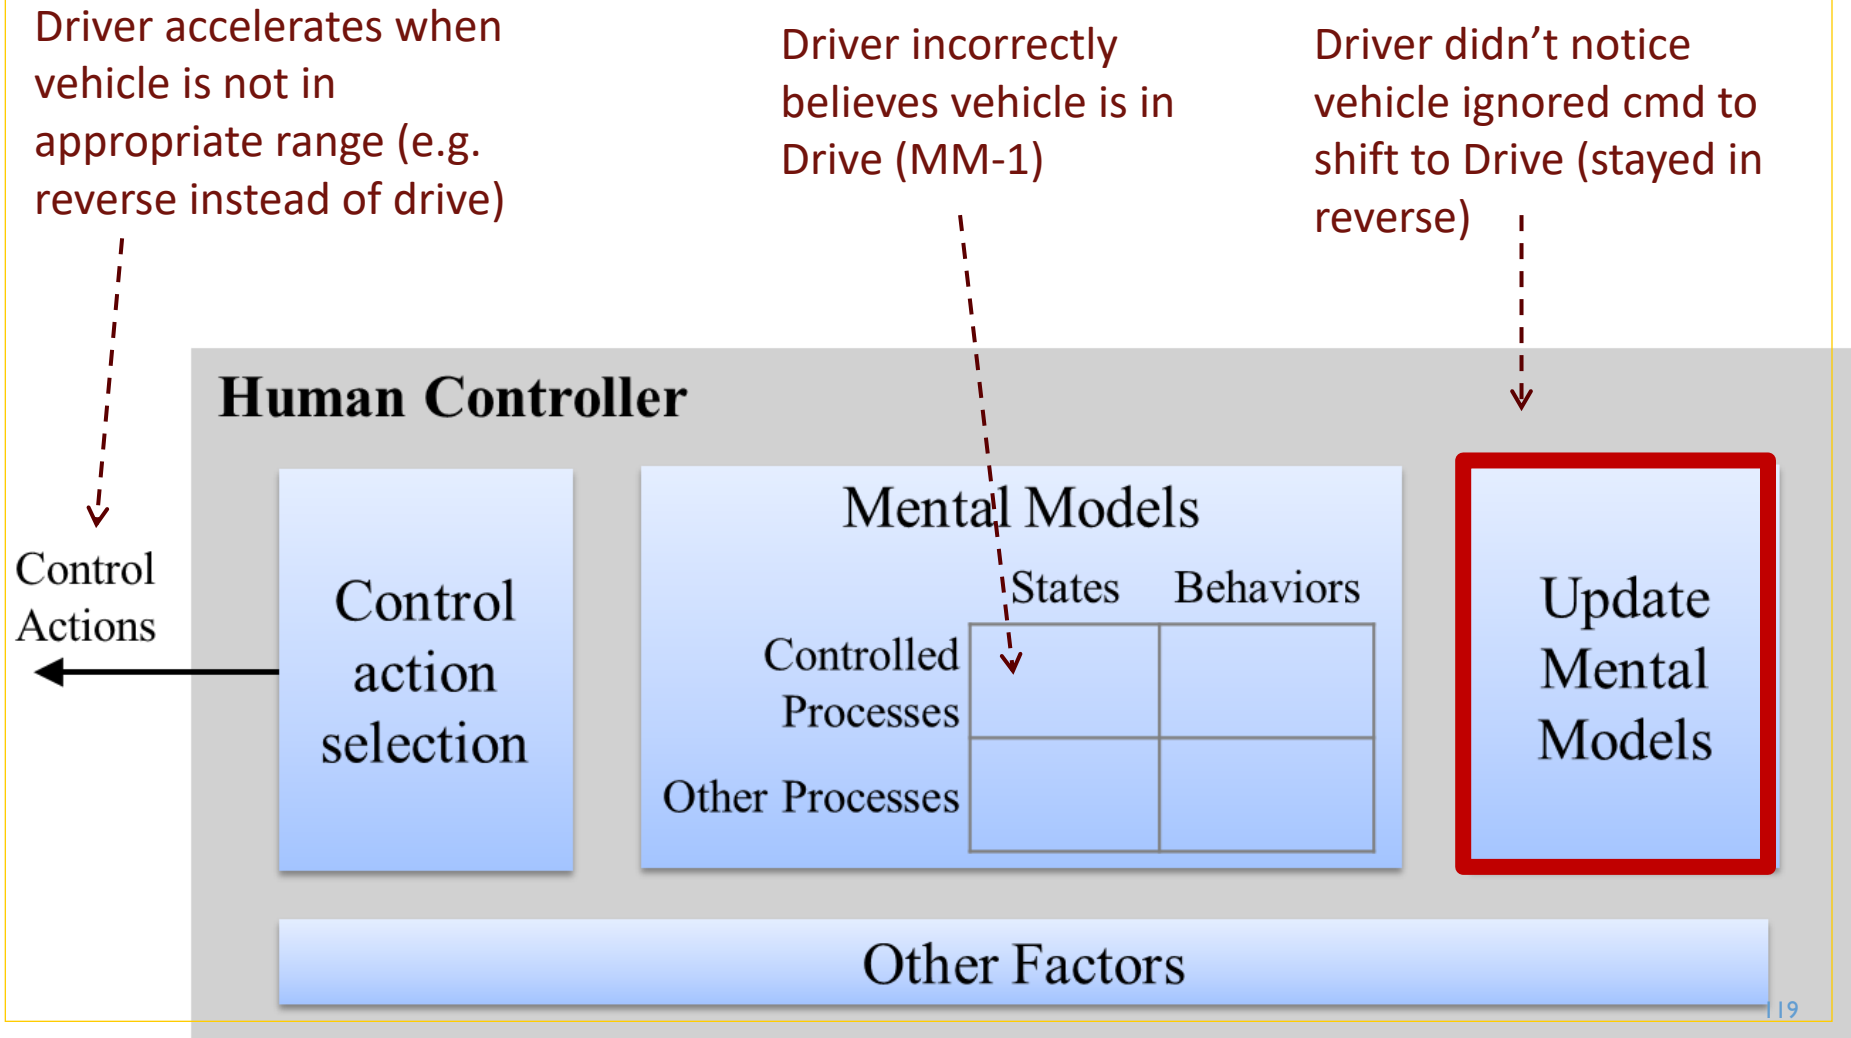 Driver accelerates when
vehicle is not in
appropriate range (e.g.
reverse instead of drive)
Driver incorrectly
believes vehicle is in
Drive (MM-1)
Driver didn’t notice
vehicle ignored cmd to
shift to Drive (stayed in
reverse)
Human Controller
Control
Actions
Control
action
selection
Mental Models
States Behaviors
Controlled
Processes
Other Processes
Update
Mental
Models
Other Factors
119